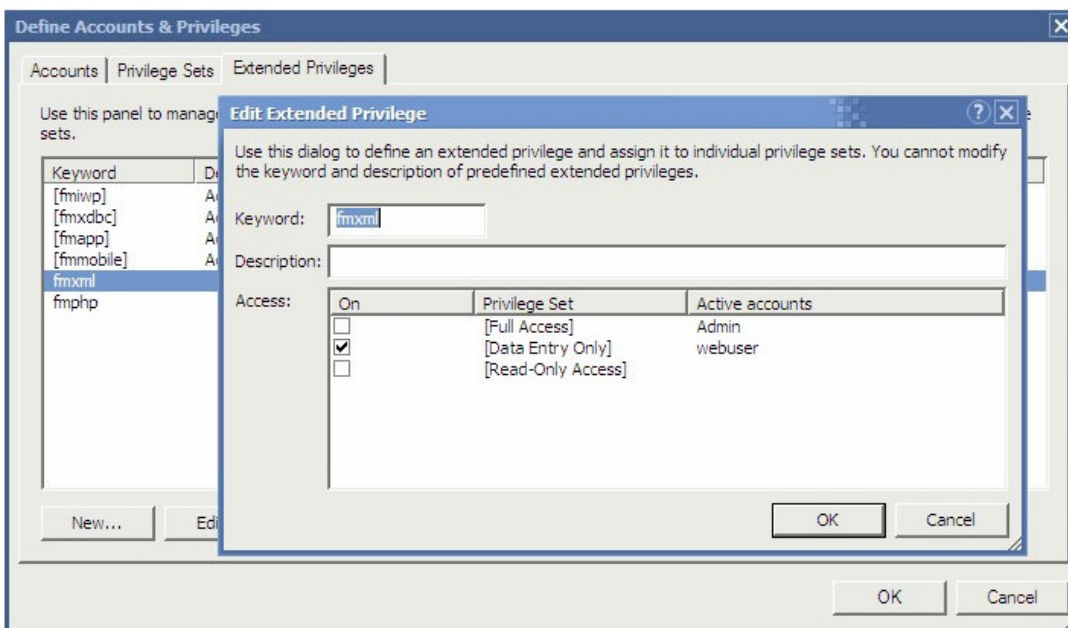 Define Accounts & Privileges
Accounts Privilege Sets Extended Privileges
Use this panel to manag
sets.
Keyword
[fmiwp]
[fmxdbc]
[fmapp]
[fmmobile]
fmxml
fmphp
New...
Edit Extended Privilege
Use this dialog to define an extended privilege and assign it to individual privilege sets. You cannot modify
the keyword and description of predefined extended privileges.
Keyword: fmxml
Description:
Access:
On Privilege Set Active accounts
[Full Access] Admin
[Data Entry Only] webuser
[Read-Only Access]
OK Cancel
OK Cancel